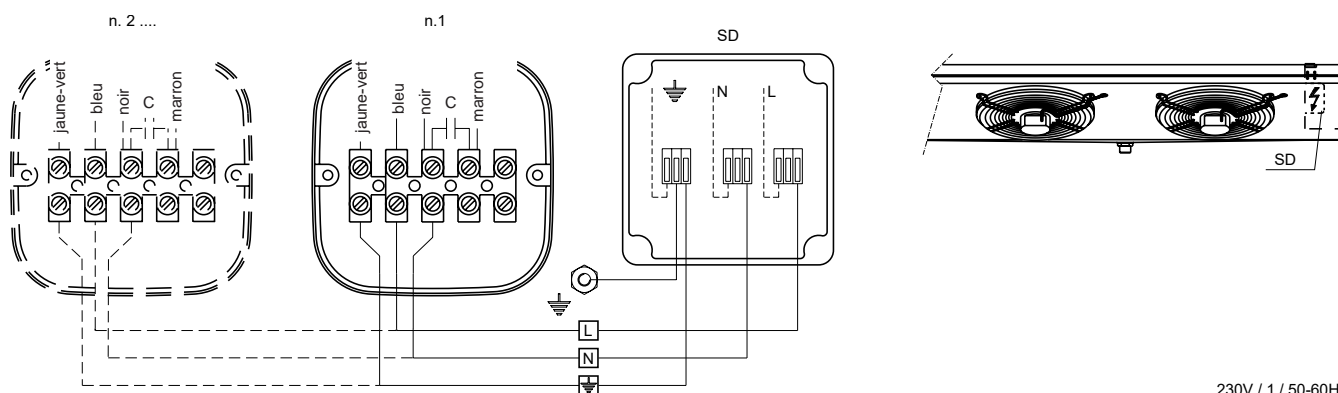 n. 2 ....
n.1
SD
jaune-vert
bleu
noir
C
marron
jaune-vert
bleu
noir
C
marron
N
L
SD
L
N
230V / 1 / 50-60H